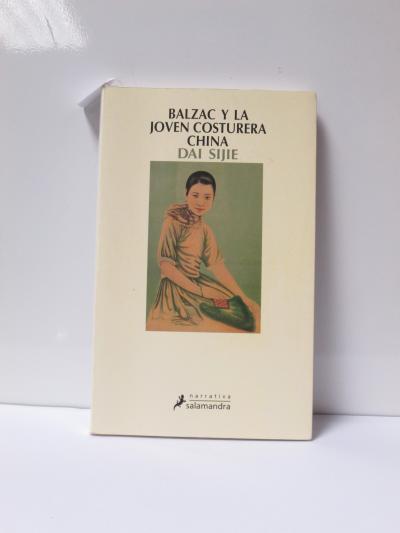 BALZAC Y LA
JOVEN COSTURERA
CHINA
DAI SIJIE
narrativa
salamandra